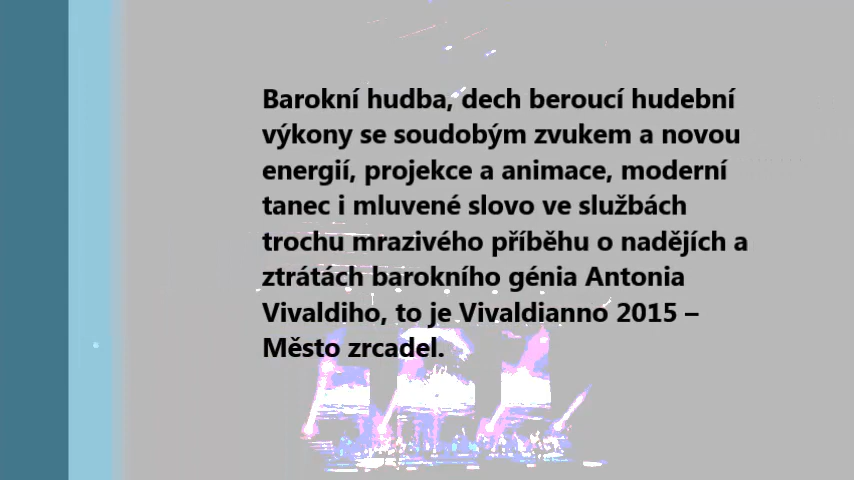 Barokní hudba, dech beroucí hudební
výkony se soudobým zvukem a novou
energií, projekce a animace, moderní
tanec i mluvené slovo ve službách
trochu mrazivého příběhu o nadějích a
ztrátách barokního génia Antonia
Vivaldiho, to je Vivaldianno 2015 –
Město zrcadel.